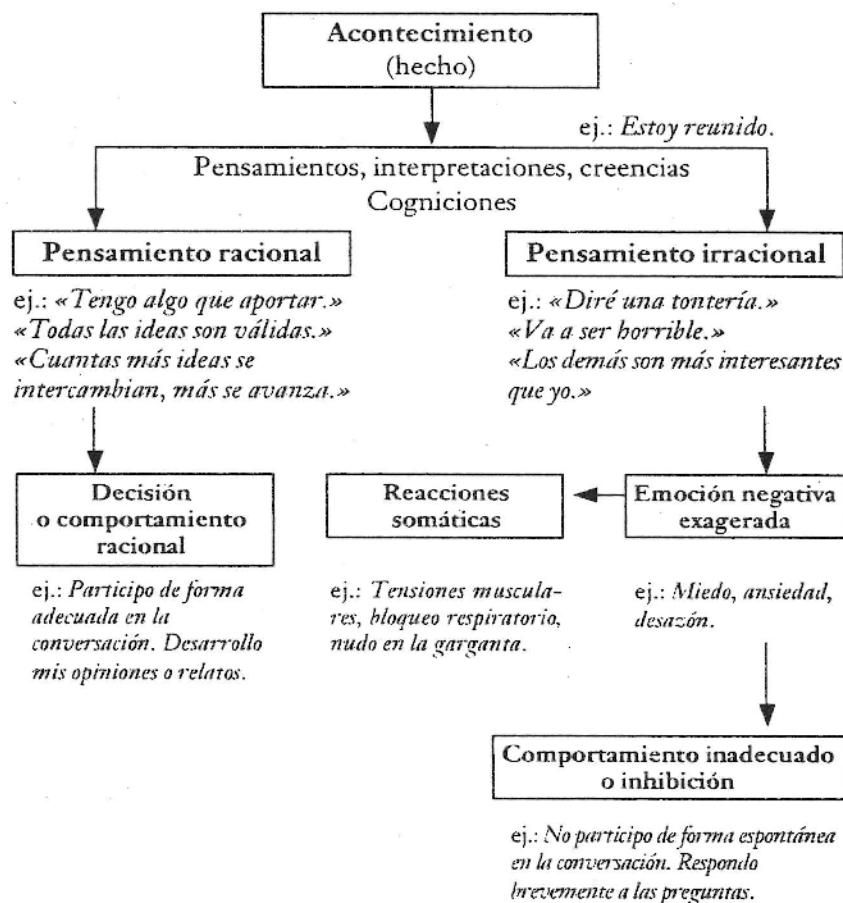 Acontecimiento
(hecho)
ej.: Estoy reunido.
Pensamientos, interpretaciones, creencias
Cogniciones
Pensamiento racional
ej.: «Tengo algo que aportar.»
«Todas las ideas son válidas.»
«Cuantas más ideas se
intercambian, más se avanza.»
Pensamiento irracional
ej.: «Diré una tontería.»
«Va a ser horrible.»
«Los demás son más interesantes
que yo.»
Decisión
o comportamiento
racional
ej.: Participo de forma
adecuada en la
conversación. Desarrollo
mis opiniones o relatos.
Reacciones
somáticas
ej.: Tensiones muscula-
res, bloqueo respiratorio,
nudo en la garganta.
Emoción negativa
exagerada
ej.: Miedo, ansiedad,
desazón.
Comportamiento inadecuado
o inhibición
ej.: No participo de forma espontánea
en la conversación. Respondo
brevemente a las preguntas.